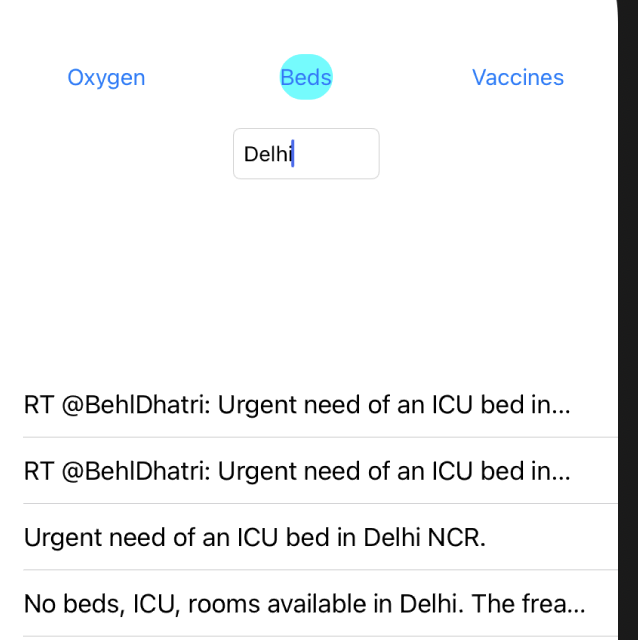 Oxygen Beds Vaccines
Delhi
RT @BehlDhatri: Urgent need of an ICU bed in...
RT @BehlDhatri: Urgent need of an ICU bed in...
Urgent need of an ICU bed in Delhi NCR.
No beds, ICU, rooms available in Delhi. The frea...